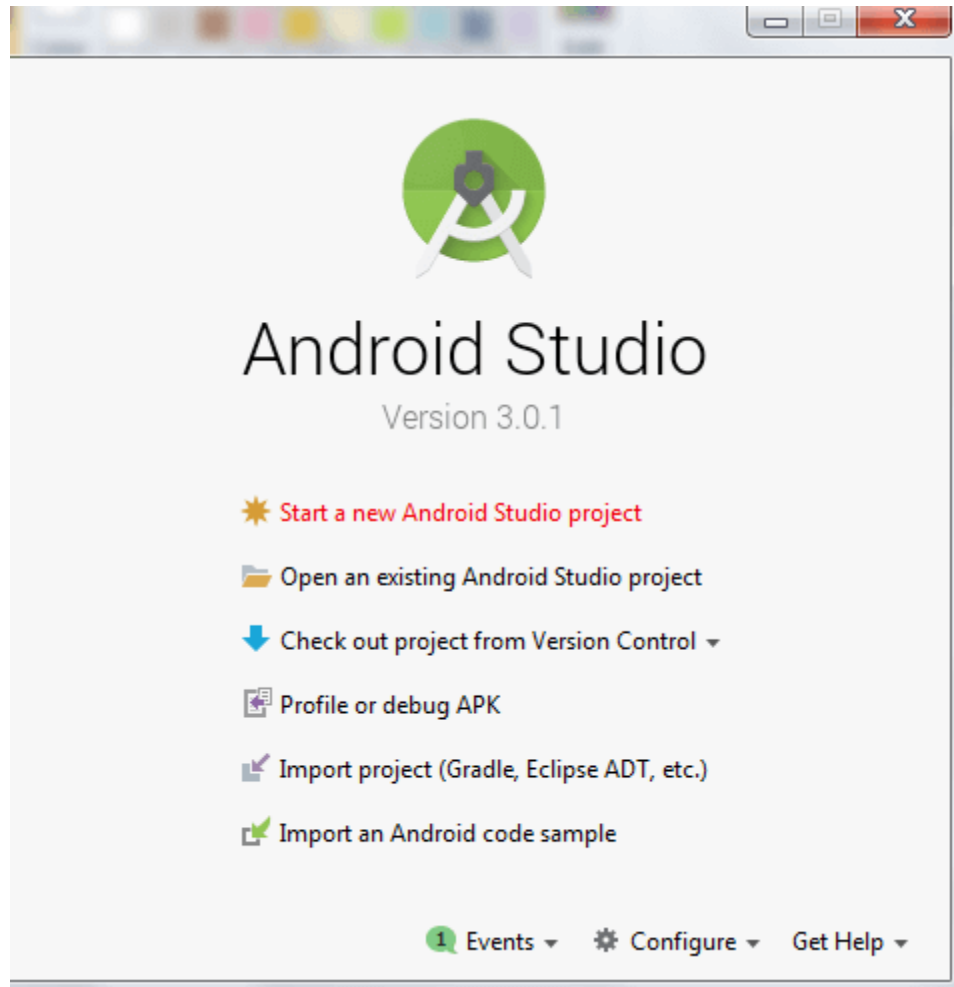 Android Studio
Version 3.0.1
Start a new Android Studio project
Open an existing Android Studio project
Check out project from Version Control
Profile or debug APK
Import project (Gradle, Eclipse ADT, etc.)
Import an Android code sample
1 Events Configure Get Help